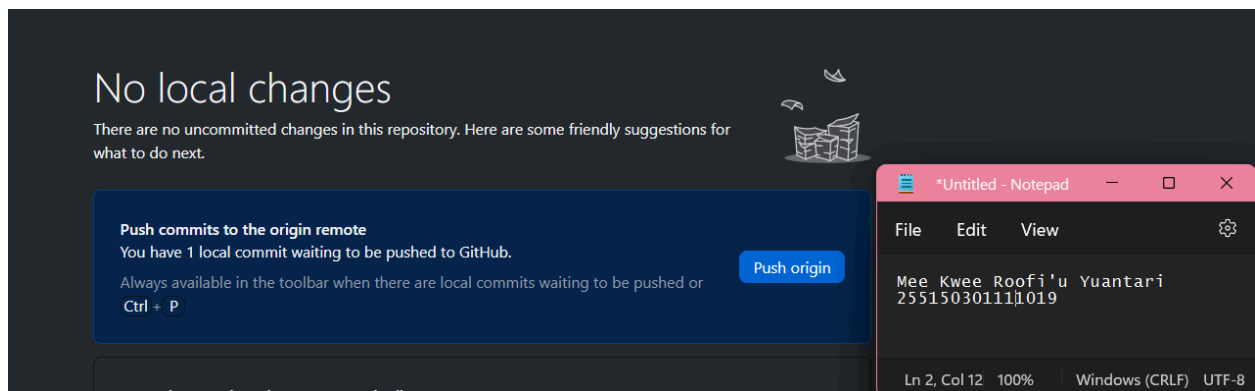 No local changes
There are no uncommitted changes in this repository. Here are some friendly suggestions for
what to do next.
Push commits to the origin remote
You have 1 local commit waiting to be pushed to GitHub.
Push origin
Always available in the toolbar when there are local commits waiting to be pushed or
Ctrl + P
*Untitled - Notepad
File Edit View
Mee Kwee Roofi'u Yuantari
255150301111019
Ln 2, Col 12 100% Windows (CRLF) UTF-8